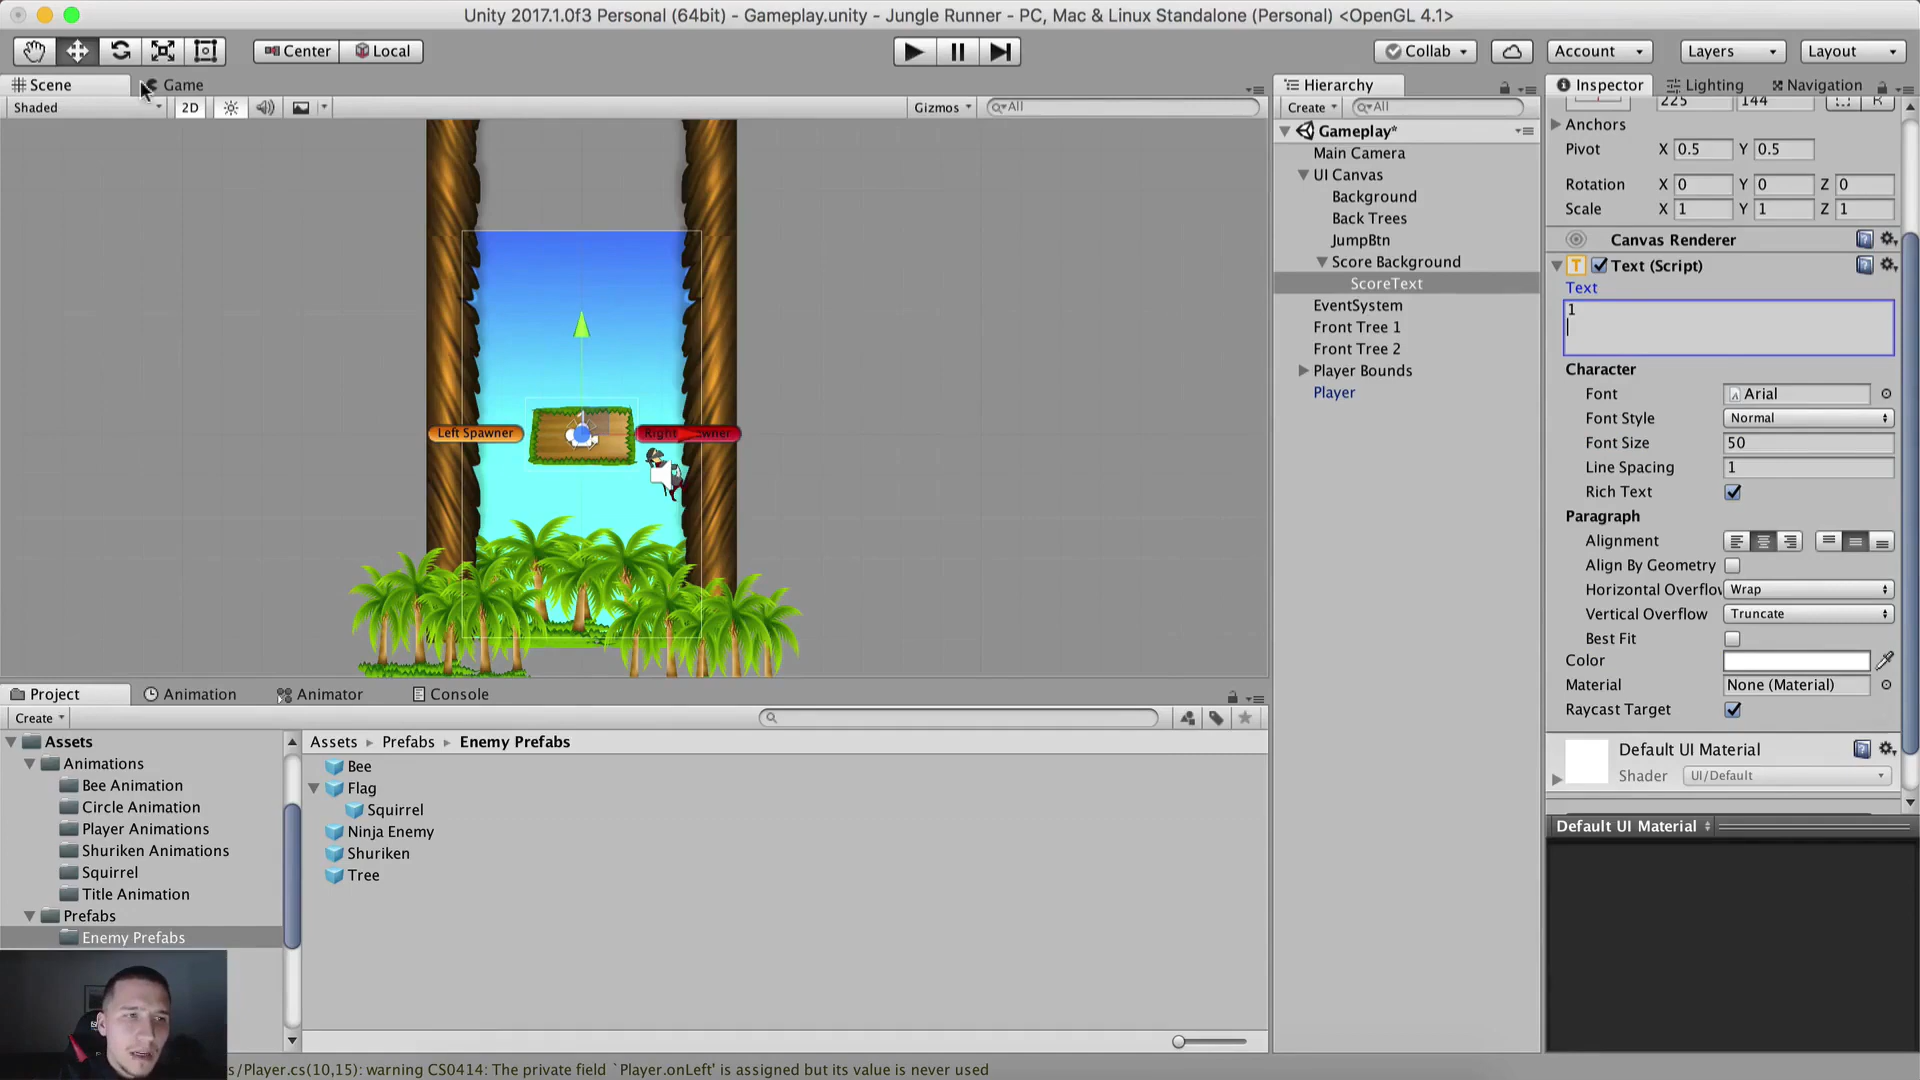 Unity 2017.1.0f3 Personal (64bit) - Gameplay.unity - Jungle Runner - PC, Mac & Linux Standalone (Personal) <OpenGL 4.1>
Center
Local
Collab
Account
Layers
Layout
Scene
Game
Shaded
2D
Gizmos
All
Left Spawner
1
Hierarchy
Create
All
Gameplay*
Main Camera
UI Canvas
Background
Back Trees
JumpBtn
Score Background
ScoreText
EventSystem
Front Tree 1
Front Tree 2
Player Bounds
Player
Inspector
Lighting
Navigation
225
144
R
Anchors
Pivot X 0.5 Y 0.5
Rotation X 0 Y 0 Z 0
Scale X 1 Y 1 Z 1
Canvas Renderer
T Text (Script)
Text
1
Character
Font Arial
Font Style Normal
Font Size 50
Line Spacing 1
Rich Text
Paragraph
Alignment
Align By Geometry
Horizontal Overflow Wrap
Vertical Overflow Truncate
Best Fit
Color
Material None (Material)
Raycast Target
Default UI Material
Shader UI/Default
Default UI Material
Project
Animation
Animator
Console
Create
Assets
Animations
Bee Animation
Circle Animation
Player Animations
Shuriken Animations
Squirrel
Title Animation
Prefabs
Enemy Prefabs
Assets Prefabs Enemy Prefabs
Bee
Flag
Squirrel
Ninja Enemy
Shuriken
Tree
s/Player.cs(10,15): warning CS0414: The private field `Player.onLeft' is assigned but its value is never used